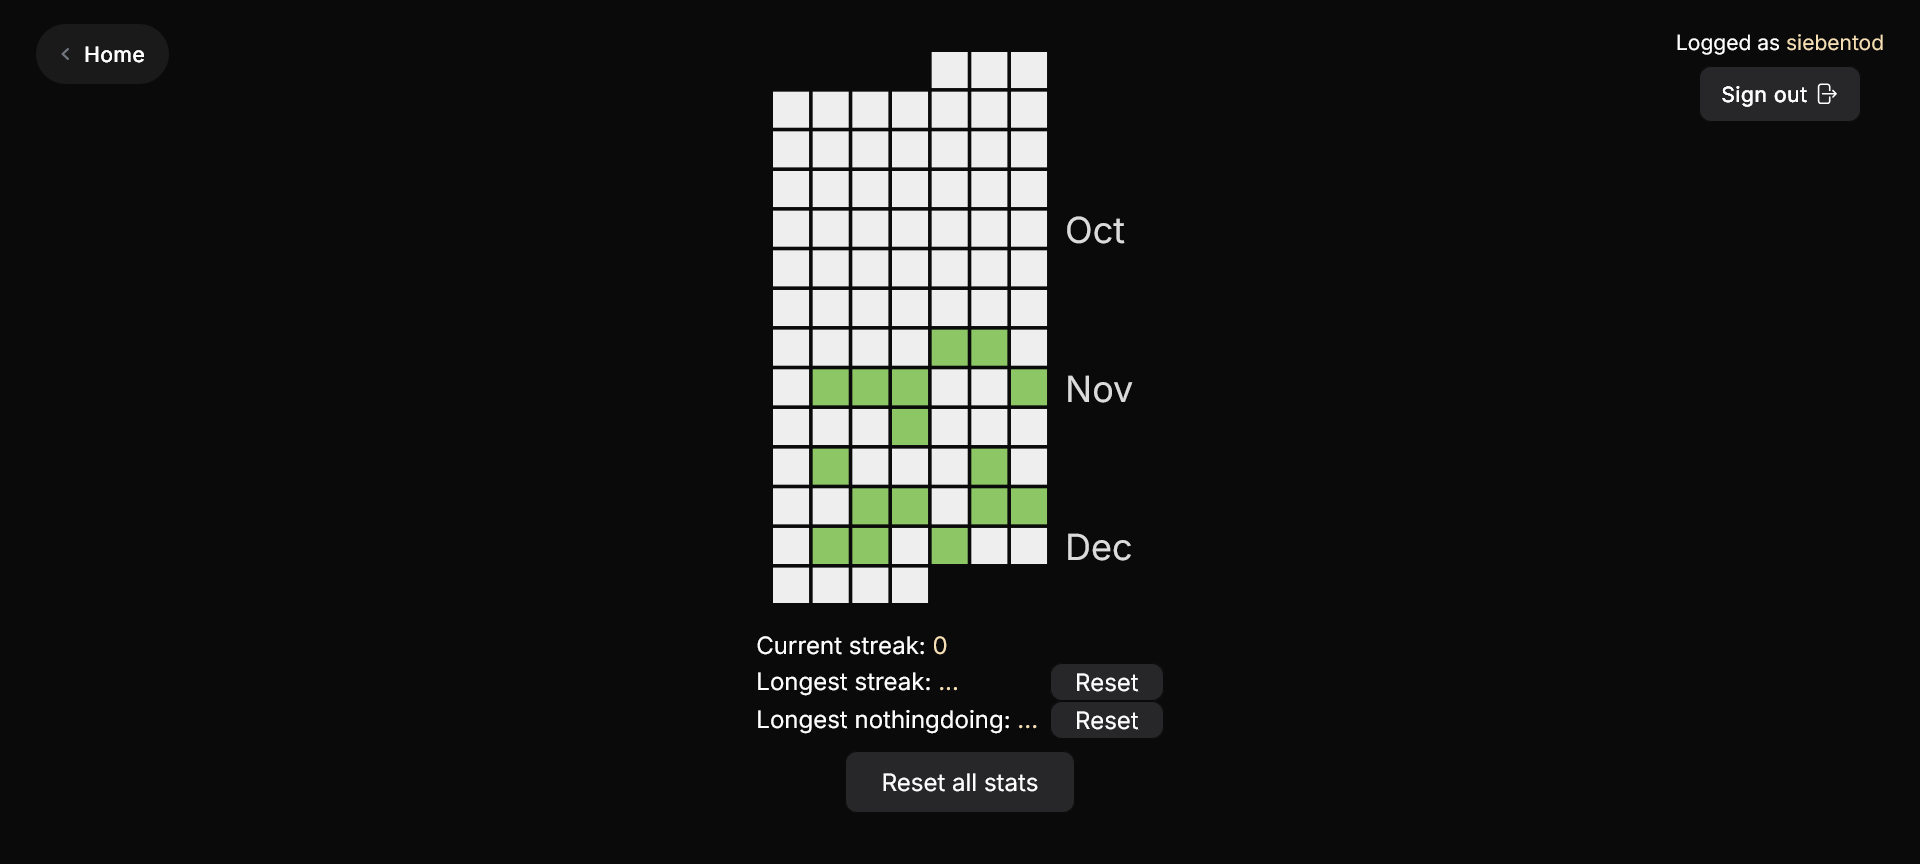 Home
Logged as siebentod
Sign out
Oct
Nov
Dec
Current streak: 0
Longest streak: ...
Reset
Longest nothingdoing: ...
Reset
Reset all stats